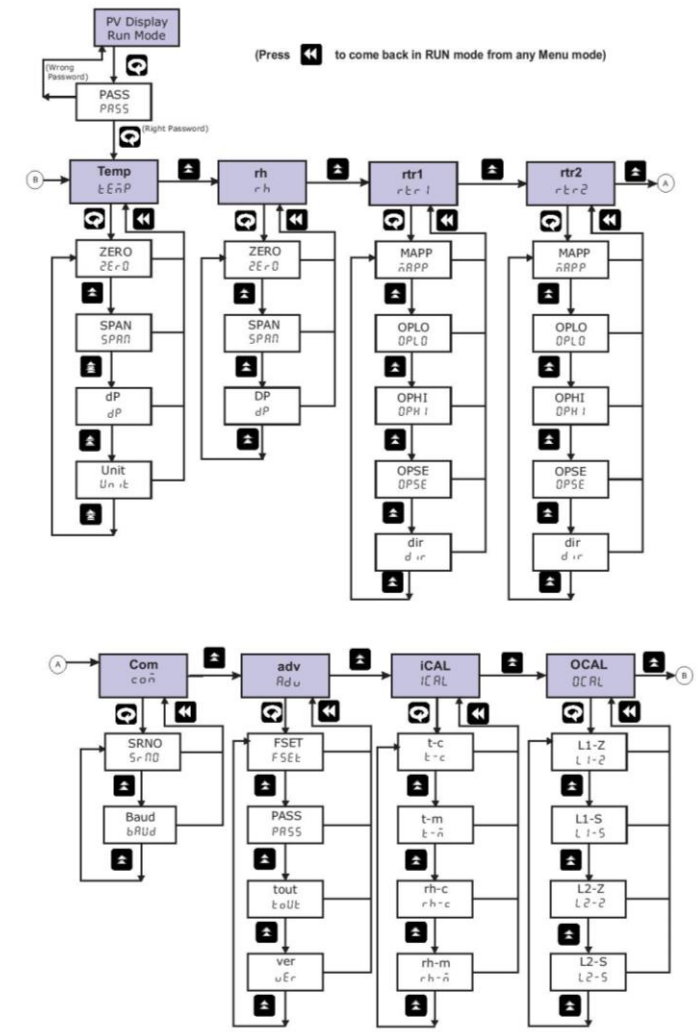 PV Display
Run Mode
(Press to come back in RUN mode from any Menu mode)
(Wrong
Password)
PASS
PASS
(Right Password)
B
Temp
tEMP
rh
rh
rtr1
rtr1
rtr2
rtr2
A
ZERO
ZErO
SPAN
SPAN
dP
dP
Unit
Unit
ZERO
ZErO
SPAN
SPAN
DP
dP
MAPP
MAPP
OPLO
OPLO
OPHI
OPHI
OPSE
OPSE
dir
dir
MAPP
MAPP
OPLO
OPLO
OPHI
OPHI
OPSE
OPSE
dir
dir
A
Com
coM
adv
Adv
iCAL
ICAL
OCAL
OCAL
B
SRNO
SrNO
Baud
bAUd
FSET
FSEt
PASS
PASS
tout
toUt
ver
vEr
t-c
t-c
t-m
t-M
rh-c
rh-c
rh-m
rh-M
L1-Z
L1-Z
L1-S
L1-S
L2-Z
L2-Z
L2-S
L2-S